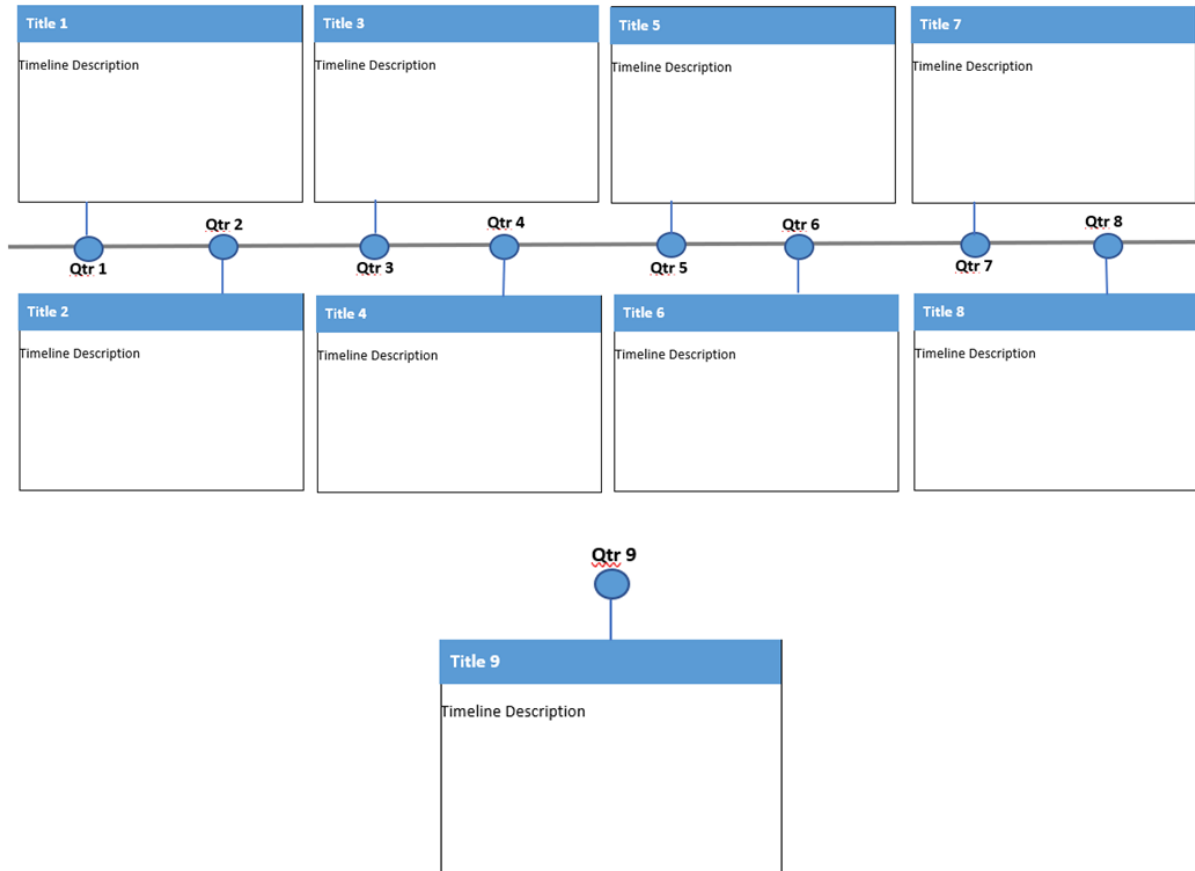 Title 1
Timeline Description
Title 3
Timeline Description
Title 5
Timeline Description
Title 7
Timeline Description
Qtr 1
Qtr 2
Qtr 3
Qtr 4
Qtr 5
Qtr 6
Qtr 7
Qtr 8
Title 2
Timeline Description
Title 4
Timeline Description
Title 6
Timeline Description
Title 8
Timeline Description
Qtr 9
Title 9
Timeline Description